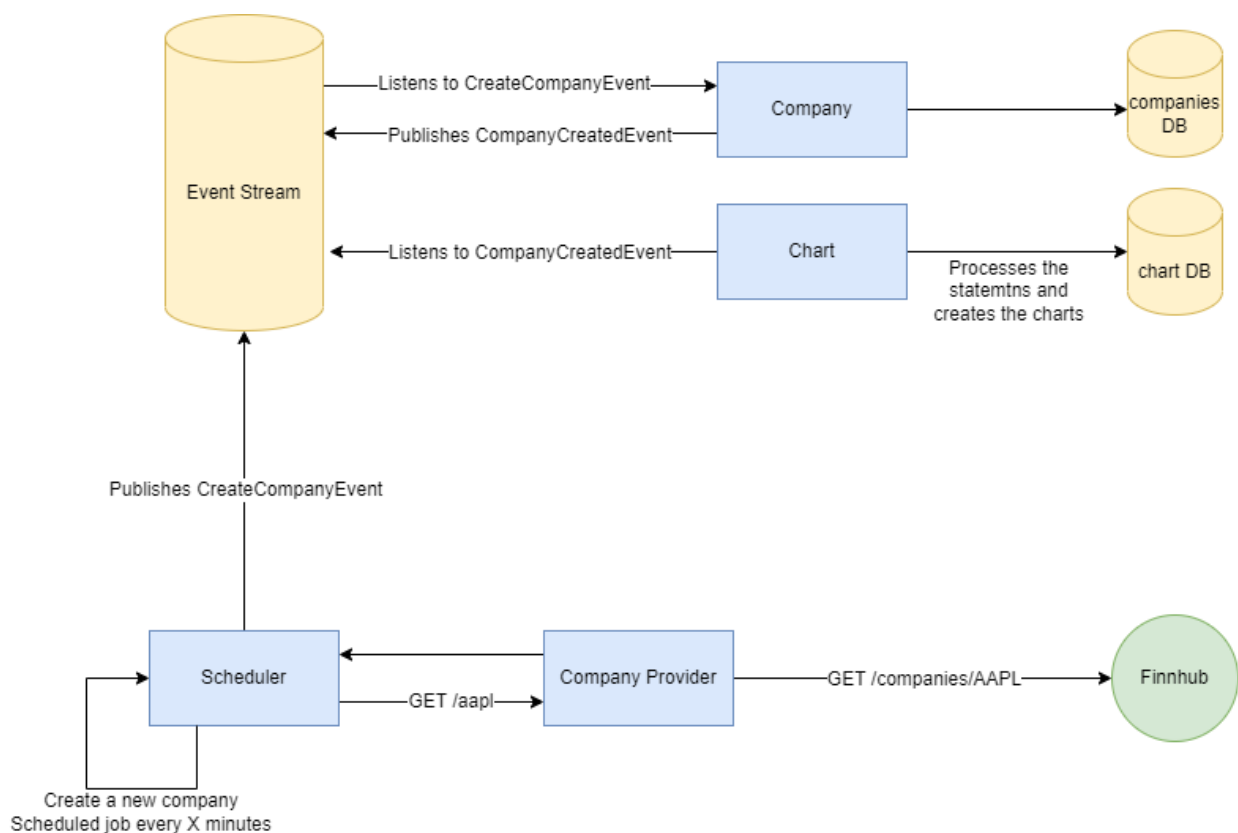 Listens to CreateCompanyEvent
Company
companies
DB
Publishes CompanyCreatedEvent
Event Stream
Listens to CompanyCreatedEvent
Chart
Processes the
statemtns and
creates the charts
chart DB
Publishes CreateCompanyEvent
Scheduler
GET /aapl
Company Provider
GET /companies/AAPL
Finnhub
Create a new company
Scheduled job every X minutes